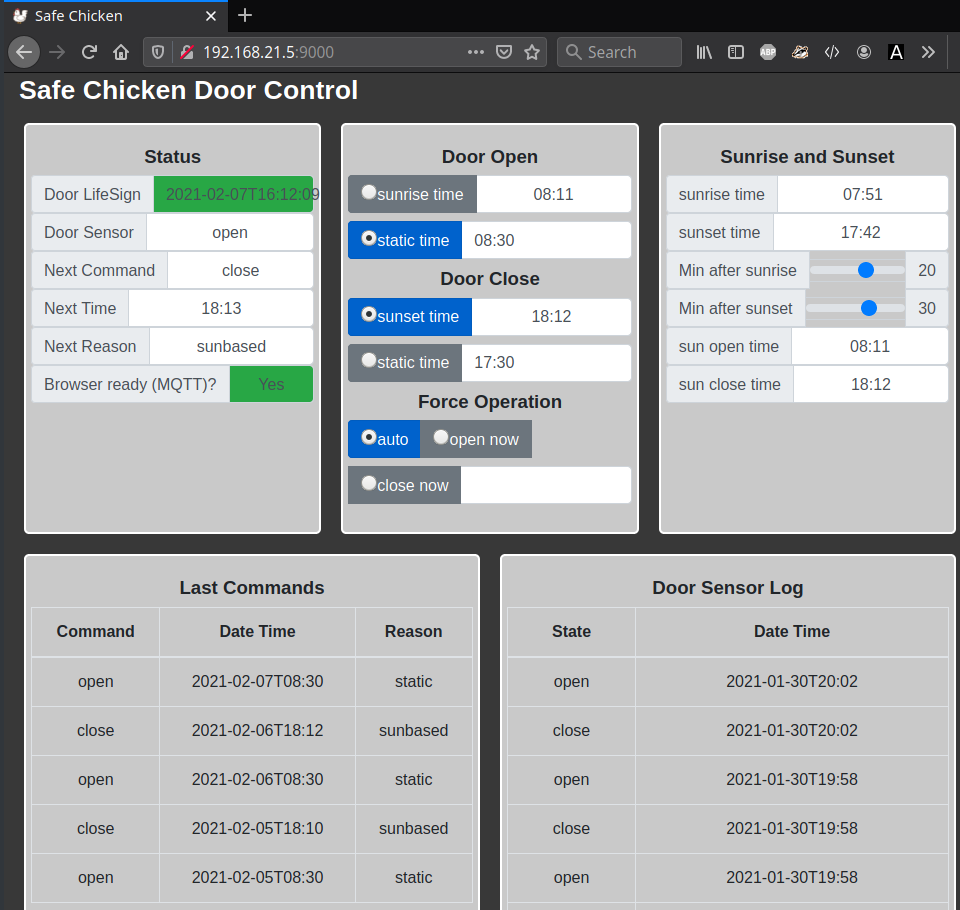 Safe Chicken
192.168.21.5:9000
Search
ABP
A
Safe Chicken Door Control
Status
Door LifeSign 2021-02-07T16:12:09
Door Sensor open
Next Command close
Next Time 18:13
Next Reason sunbased
Browser ready (MQTT)? Yes
Door Open
sunrise time 08:11
static time 08:30
Door Close
sunset time 18:12
static time 17:30
Force Operation
auto open now
close now
Sunrise and Sunset
sunrise time 07:51
sunset time 17:42
Min after sunrise 20
Min after sunset 30
sun open time 08:11
sun close time 18:12
Last Commands
Command Date Time Reason
open 2021-02-07T08:30 static
close 2021-02-06T18:12 sunbased
open 2021-02-06T08:30 static
close 2021-02-05T18:10 sunbased
open 2021-02-05T08:30 static
Door Sensor Log
State Date Time
open 2021-01-30T20:02
close 2021-01-30T20:02
open 2021-01-30T19:58
close 2021-01-30T19:58
open 2021-01-30T19:58